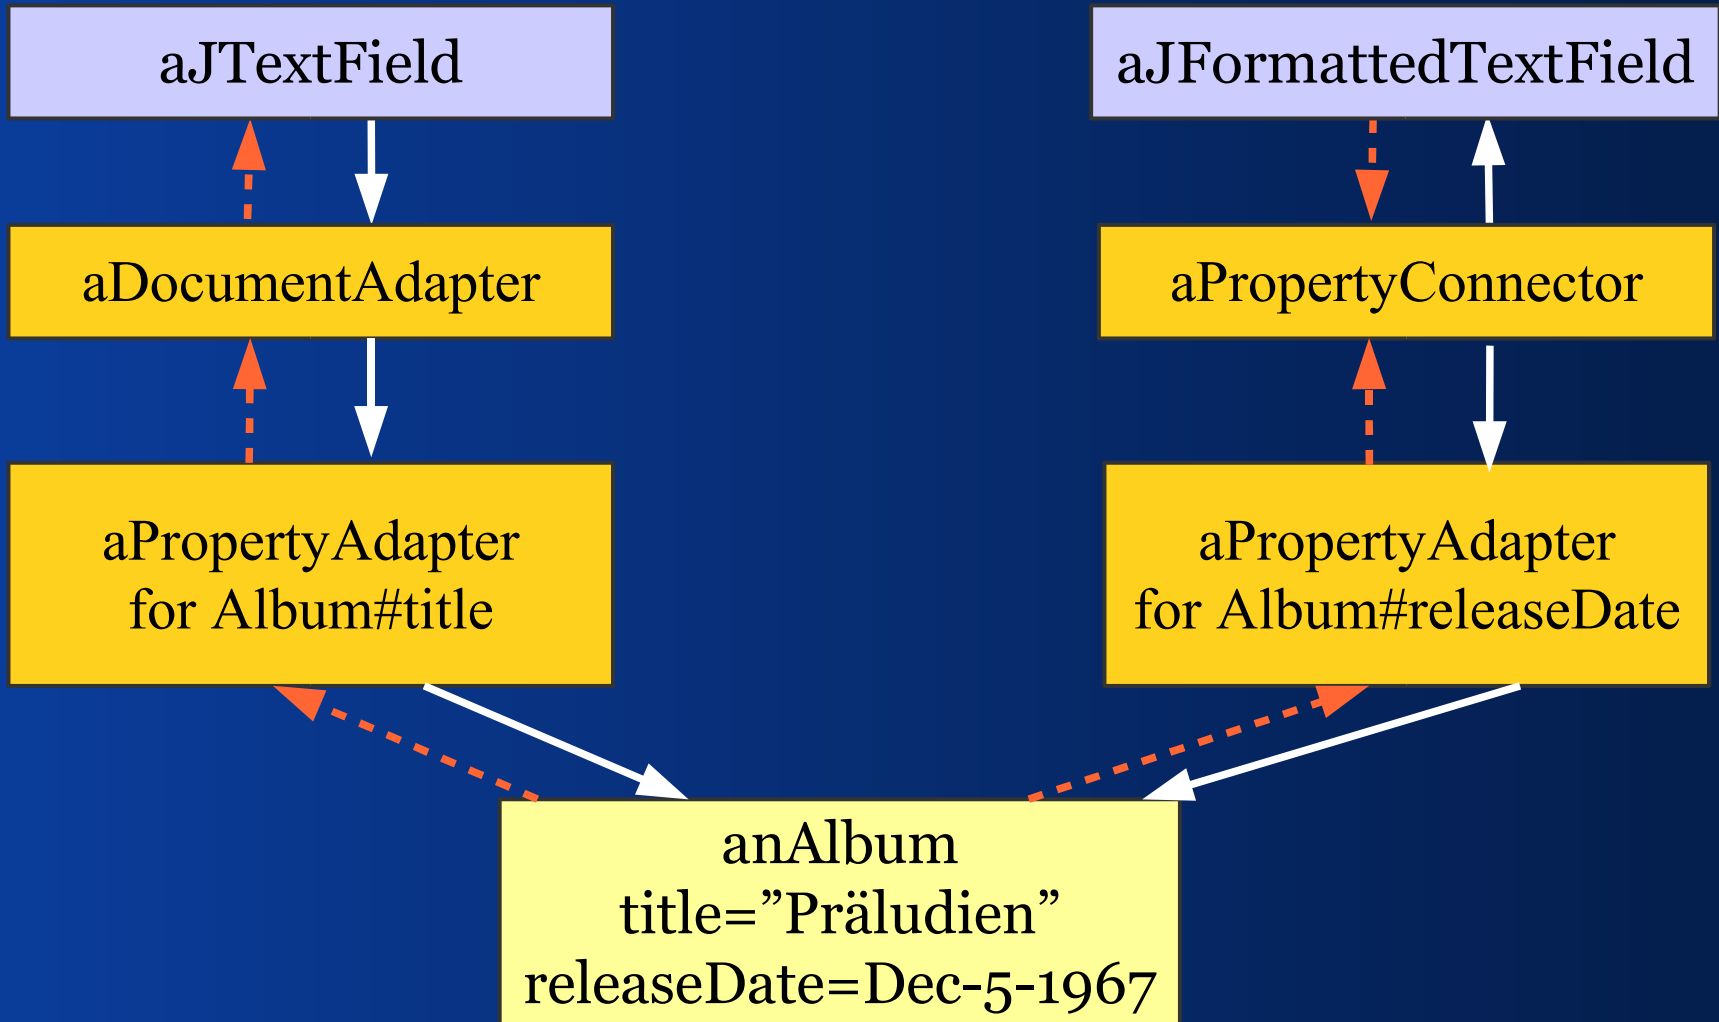 aJTextField
aJFormattedTextField
aDocumentAdapter
aPropertyConnector
aPropertyAdapter
for Album#title
aPropertyAdapter
for Album#releaseDate
anAlbum
title=”Präludien”
releaseDate=Dec-5-1967